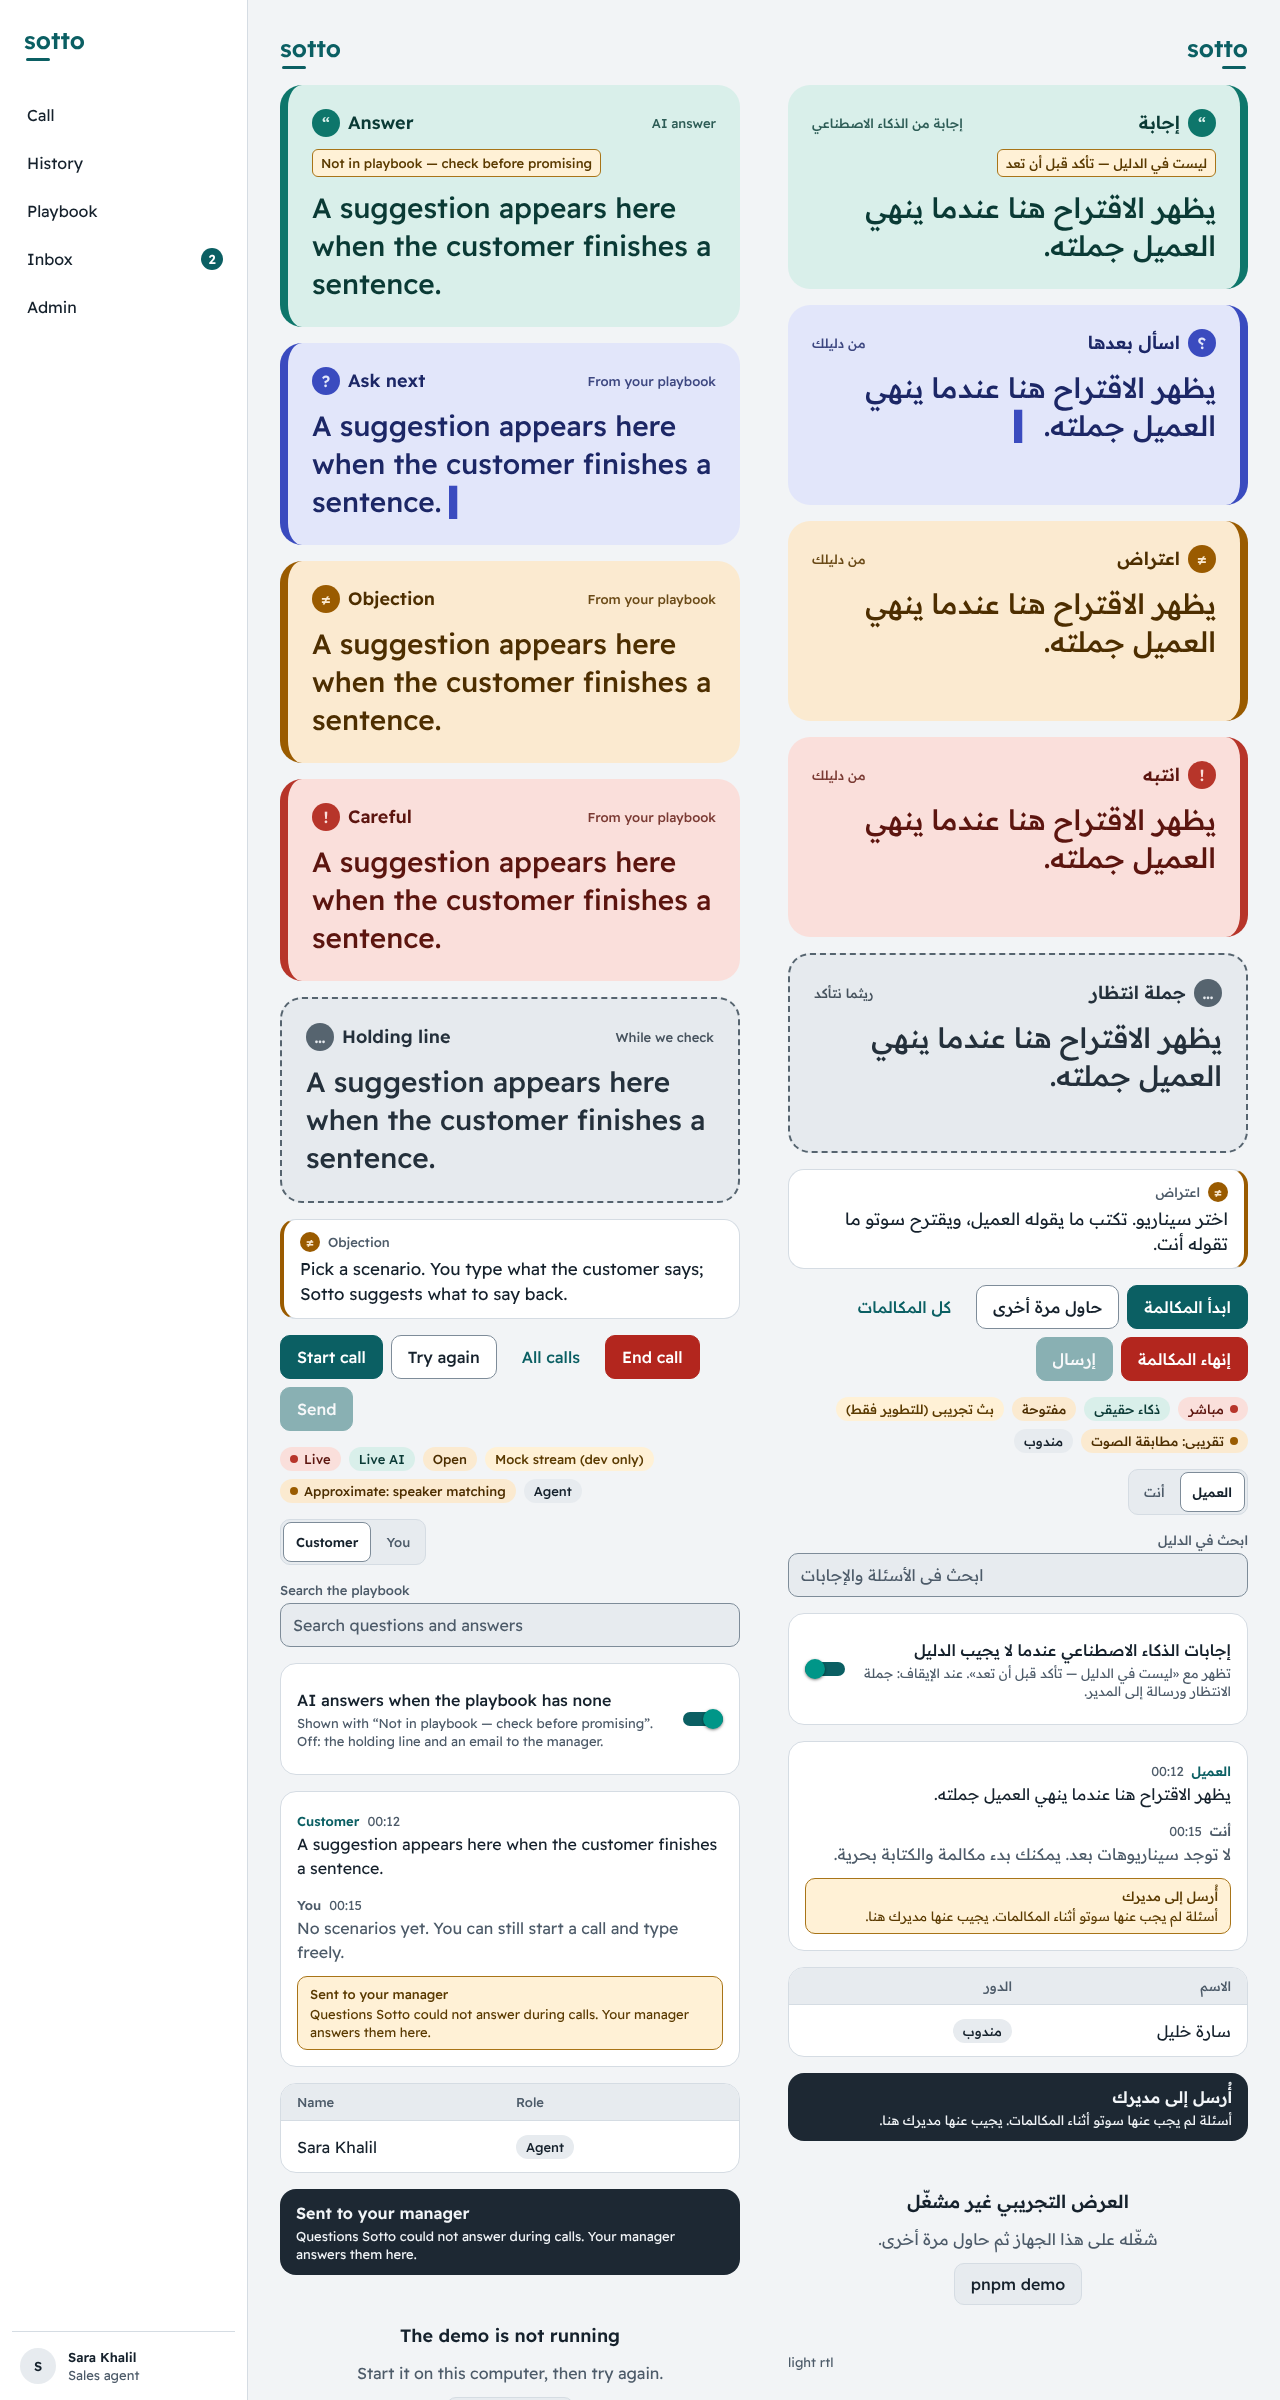 sotto
Call
History
Playbook
Inbox 2
Admin
S
Sara Khalil
Sales agent
sotto
“ Answer AI answer
Not in playbook — check before promising
A suggestion appears here
when the customer finishes a
sentence.
? Ask next From your playbook
A suggestion appears here
when the customer finishes a
sentence.
≠ Objection From your playbook
A suggestion appears here
when the customer finishes a
sentence.
! Careful From your playbook
A suggestion appears here
when the customer finishes a
sentence.
… Holding line While we check
A suggestion appears here
when the customer finishes a
sentence.
≠ Objection
Pick a scenario. You type what the customer says;
Sotto suggests what to say back.
Start call Try again All calls End call
Send
Live Live AI Open Mock stream (dev only)
Approximate: speaker matching Agent
Customer You
Search the playbook
Search questions and answers
AI answers when the playbook has none
Shown with “Not in playbook — check before promising”.
Off: the holding line and an email to the manager.
Customer 00:12
A suggestion appears here when the customer finishes
a sentence.
You 00:15
No scenarios yet. You can still start a call and type
freely.
Sent to your manager
Questions Sotto could not answer during calls. Your manager
answers them here.
Name Role
Sara Khalil Agent
Sent to your manager
Questions Sotto could not answer during calls. Your manager
answers them here.
The demo is not running
Start it on this computer, then try again.
sotto
“ إجابة إجابة من الذكاء الاصطناعي
ليست في الدليل — تأكد قبل أن تعد
يظهر الاقتراح هنا عندما ينهي
العميل جملته.
؟ اسأل بعدها من دليلك
يظهر الاقتراح هنا عندما ينهي
العميل جملته.
≠ اعتراض من دليلك
يظهر الاقتراح هنا عندما ينهي
العميل جملته.
! انتبه من دليلك
يظهر الاقتراح هنا عندما ينهي
العميل جملته.
… جملة انتظار ريثما نتأكد
يظهر الاقتراح هنا عندما ينهي
العميل جملته.
≠ اعتراض
اختر سيناريو. تكتب ما يقوله العميل، ويقترح سوتو ما
تقوله أنت.
ابدأ المكالمة حاول مرة أخرى كل المكالمات
إنهاء المكالمة إرسال
مباشر ذكاء حقيقي مفتوحة بث تجريبي (للتطوير فقط)
تقريبي: مطابقة الصوت مندوب
العميل أنت
ابحث في الدليل
ابحث في الأسئلة والإجابات
إجابات الذكاء الاصطناعي عندما لا يجيب الدليل
تظهر مع «ليست في الدليل — تأكد قبل أن تعد». عند الإيقاف: جملة
الانتظار ورسالة إلى المدير.
العميل 00:12
يظهر الاقتراح هنا عندما ينهي العميل جملته.
أنت 00:15
لا توجد سيناريوهات بعد. يمكنك بدء مكالمة والكتابة بحرية.
أُرسل إلى مديرك
أسئلة لم يجب عنها سوتو أثناء المكالمات. يجيب عنها مديرك هنا.
الاسم الدور
سارة خليل مندوب
أُرسل إلى مديرك
أسئلة لم يجب عنها سوتو أثناء المكالمات. يجيب عنها مديرك هنا.
العرض التجريبي غير مشغّل
شغّله على هذا الجهاز ثم حاول مرة أخرى.
pnpm demo
light rtl